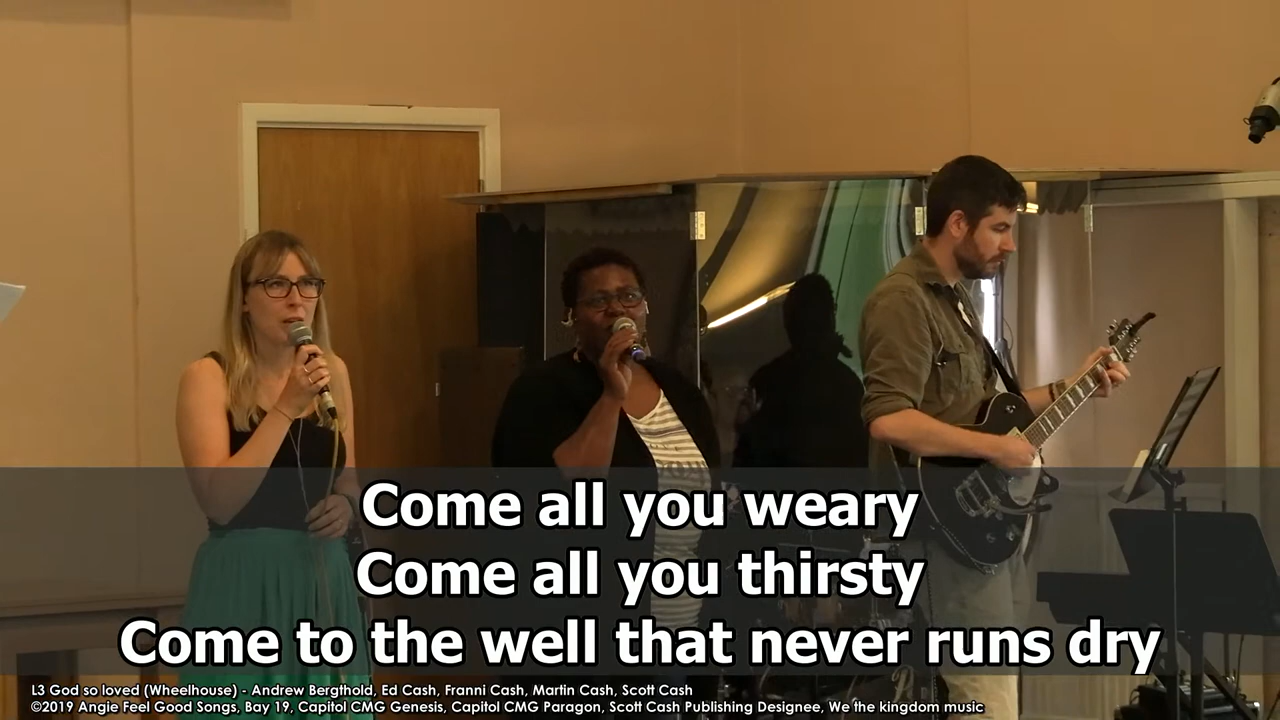 Come all you weary
Come all you thirsty
Come to the well that never runs dry
L3 God so loved (Wheelhouse) - Andrew Bergthold, Ed Cash, Franni Cash, Martin Cash, Scott Cash
©2019 Angie Feel Good Songs, Bay 19, Capitol CMG Genesis, Capitol CMG Paragon, Scott Cash Publishing Designee, We the kingdom music